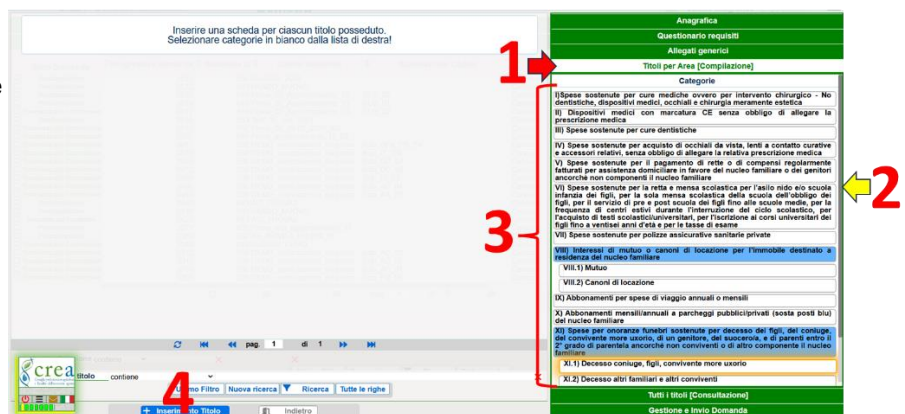 Inserire una scheda per ciascun titolo posseduto.
Selezionare categorie in bianco dalla lista di destra!
Anagrafica
Questionario requisiti
Allegati generici
1
Titoli per Area [Compilazione]
Categorie
I)Spese sostenute per cure mediche ovvero per intervento chirurgico - No
dentistiche, dispositivi medici, occhiali e chirurgia meramente estetica
II) Dispositivi medici con marcatura CE senza obbligo di allegare la
prescrizione medica
III) Spese sostenute per cure dentistiche
IV) Spese sostenute per acquisto di occhiali da vista, lenti a contatto curative
e accessori relativi, senza obbligo di allegare la relativa prescrizione medica
V) Spese sostenute per il pagamento di rette o di compensi regolarmente
fatturati per assistenza domiciliare in favore del nucleo familiare o dei genitori
ancorchè non componenti il nucleo familiare
2
VI) Spese sostenute per la retta e mensa scolastica per l'asilo nido e/o scuola
infanzia dei figli, per la sola mensa scolastica della scuola dell'obbligo dei
figli, per il servizio di pre e post scuola dei figli fino alle scuole medie, per la
frequenza di centri estivi durante l'interruzione del ciclo scolastico, per
l'acquisto di testi scolastici/universitari, per l'iscrizione ai corsi universitari dei
figli fino a ventisei anni d'età e per le tasse di esame
3
VII) Spese sostenute per polizze assicurative sanitarie private
VIII) Interessi di mutuo o canoni di locazione per l'immobile destinato a
residenza del nucleo familiare
VIII.1) Mutuo
VIII.2) Canoni di locazione
IX) Abbonamenti per spese di viaggio annuali o mensili
X) Abbonamenti mensili/annuali a parcheggi pubblici/privati (sosta posti blu)
del nucleo familiare
XI) Spese per onoranze funebri sostenute per decesso dei figli, del coniuge,
del convivente more uxorio, di un genitore, del suocero/a, e di parenti entro il
2° grado di parentela ancorchè non conviventi o di altro componente il nucleo
familiare
XI.1) Decesso coniuge, figli, convivente more uxorio
XI.2) Decesso altri familiari e altri conviventi
Tutti i titoli [Consultazione]
Gestione e Invio Domanda
pag. 1 di 1
crea
titolo contiene
4
Filtro Nuova ricerca Ricerca Tutte le righe
+ Inserimento Titolo Indietro